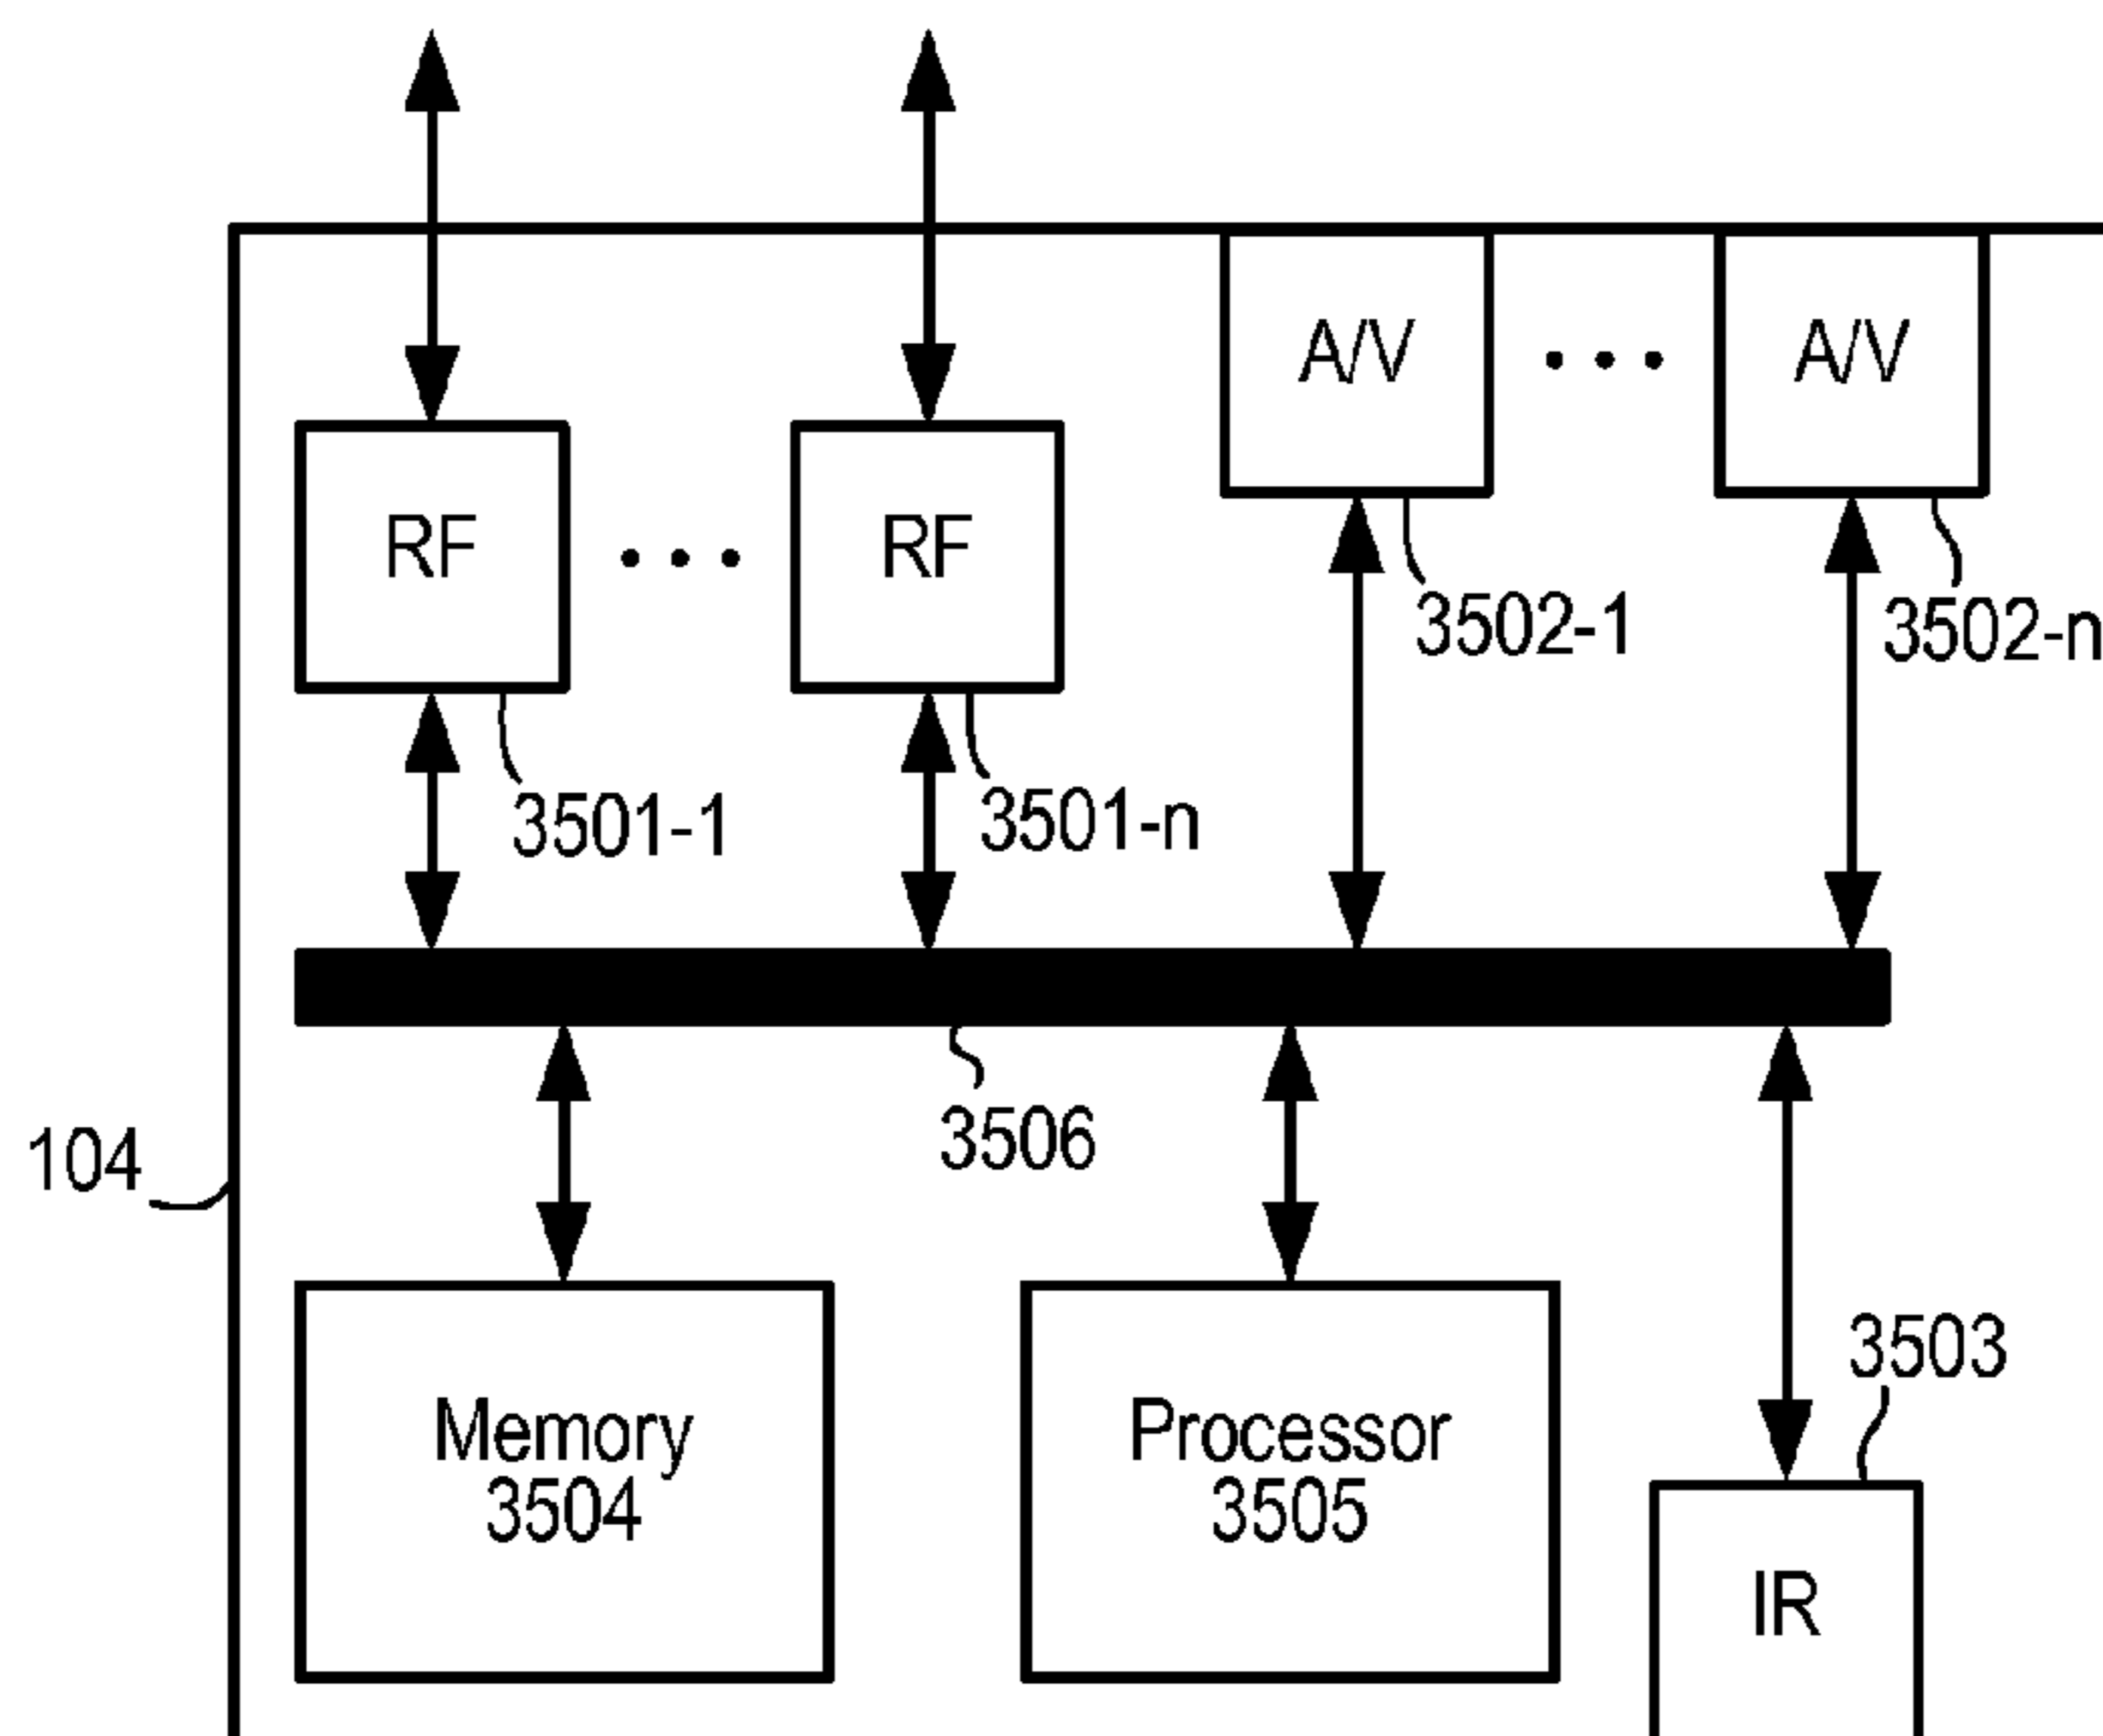 A/V
• • •
A/V
RF
• • •
RF
3502-1
3502-n
3501-1
3501-n
3506
104
3503
Memory
3504
Processor
3505
IR